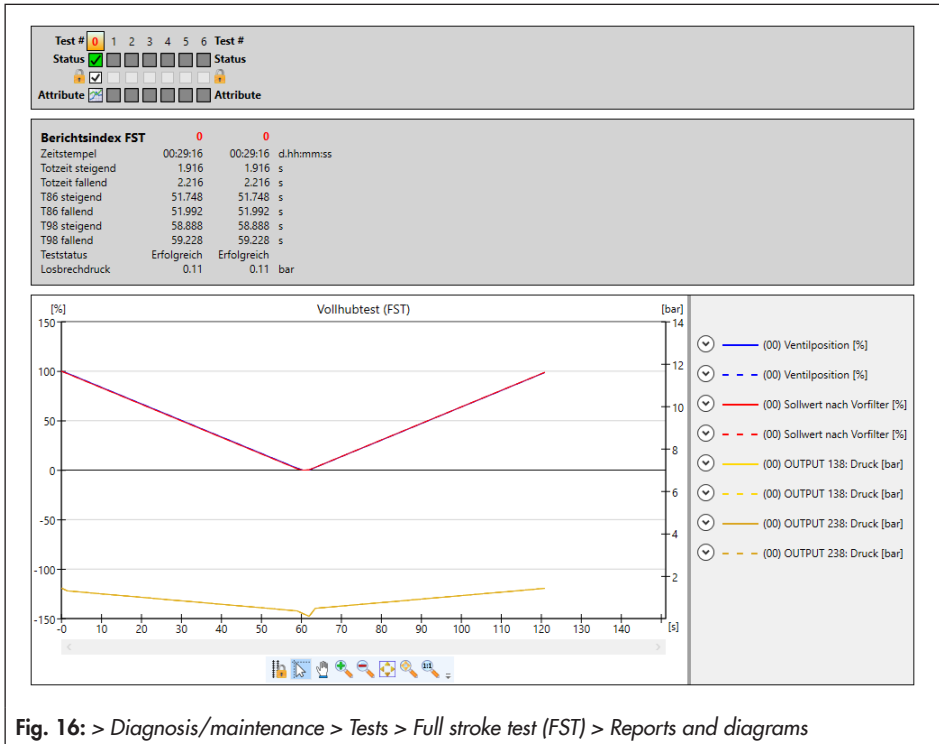 Test # 0 1 2 3 4 5 6 Test #
Status Status
Attribute Attribute
Berichtsindex FST 0 0
Zeitstempel 00:29:16 00:29:16 d.hh:mm:ss
Totzeit steigend 1.916 1.916 s
Totzeit fallend 2.216 2.216 s
T86 steigend 51.748 51.748 s
T86 fallend 51.992 51.992 s
T98 steigend 58.888 58.888 s
T98 fallend 59.228 59.228 s
Teststatus Erfolgreich Erfolgreich
Losbrechdruck 0.11 0.11 bar
[%] Vollhubtest (FST) [bar]
150 14
12
100
10
50
8
0
6
-50
4
-100
2
-150
-0 10 20 30 40 50 60 70 80 90 100 110 120 130 140 [s]
(00) Ventilposition [%]
(00) Ventilposition [%]
(00) Sollwert nach Vorfilter [%]
(00) Sollwert nach Vorfilter [%]
(00) OUTPUT 138: Druck [bar]
(00) OUTPUT 138: Druck [bar]
(00) OUTPUT 238: Druck [bar]
(00) OUTPUT 238: Druck [bar]
1:1
Fig. 16: > Diagnosis/maintenance > Tests > Full stroke test (FST) > Reports and diagrams